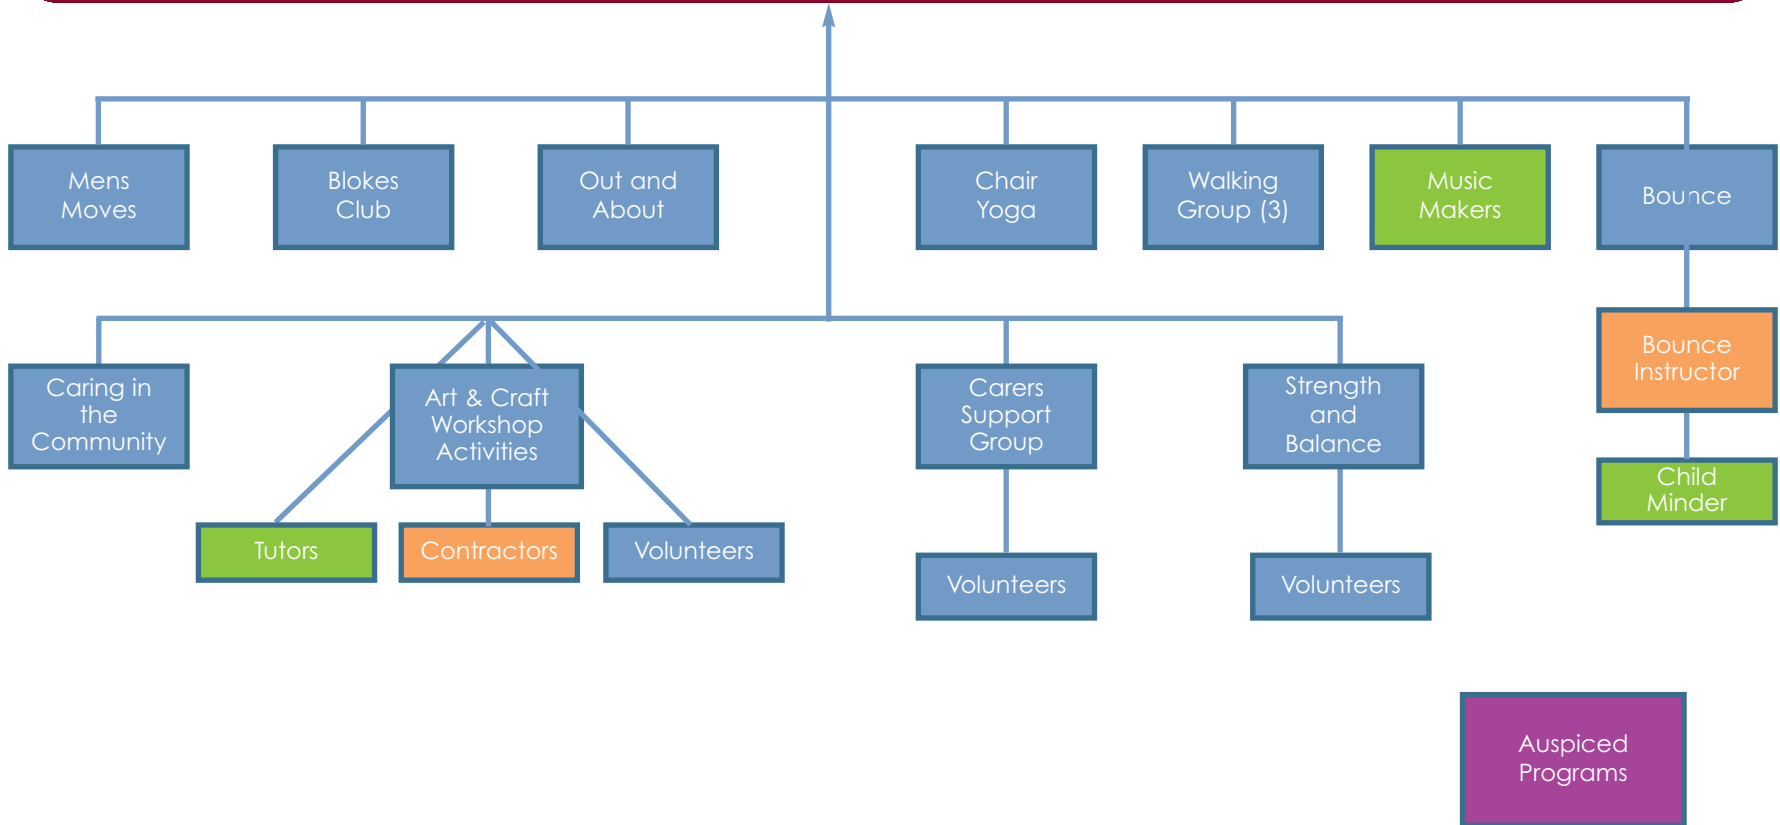 Mens
Moves
Blokes
Club
Out and
About
Chair
Yoga
Walking
Group (3)
Music
Makers
Bounce
Caring in
the
Community
Art & Craft
Workshop
Activities
Carers
Support
Group
Strength
and
Balance
Bounce
Instructor
Child
Minder
Tutors
Contractors
Volunteers
Volunteers
Volunteers
Auspiced
Programs